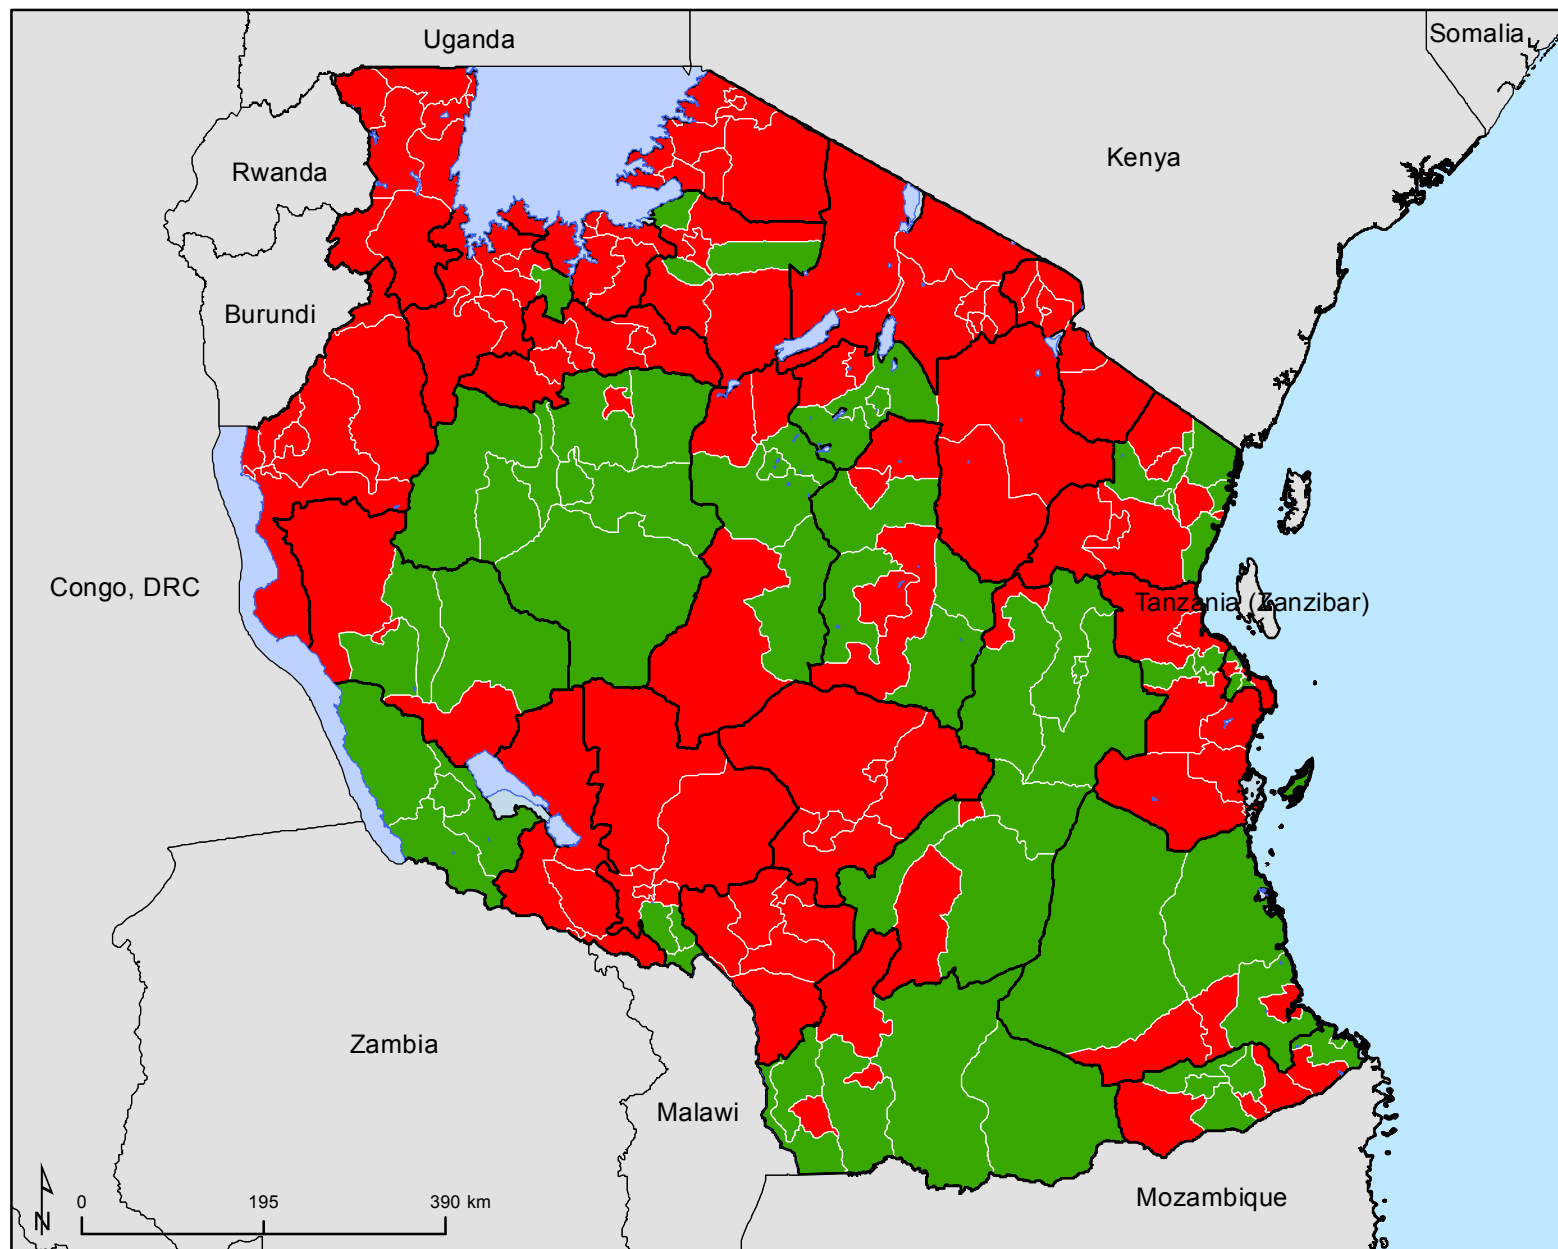 Uganda
Somalia
Kenya
Rwanda
Burundi
Congo, DRC
Tanzania (Zanzibar)
Zambia
Malawi
Mozambique
N
0 195 390 km